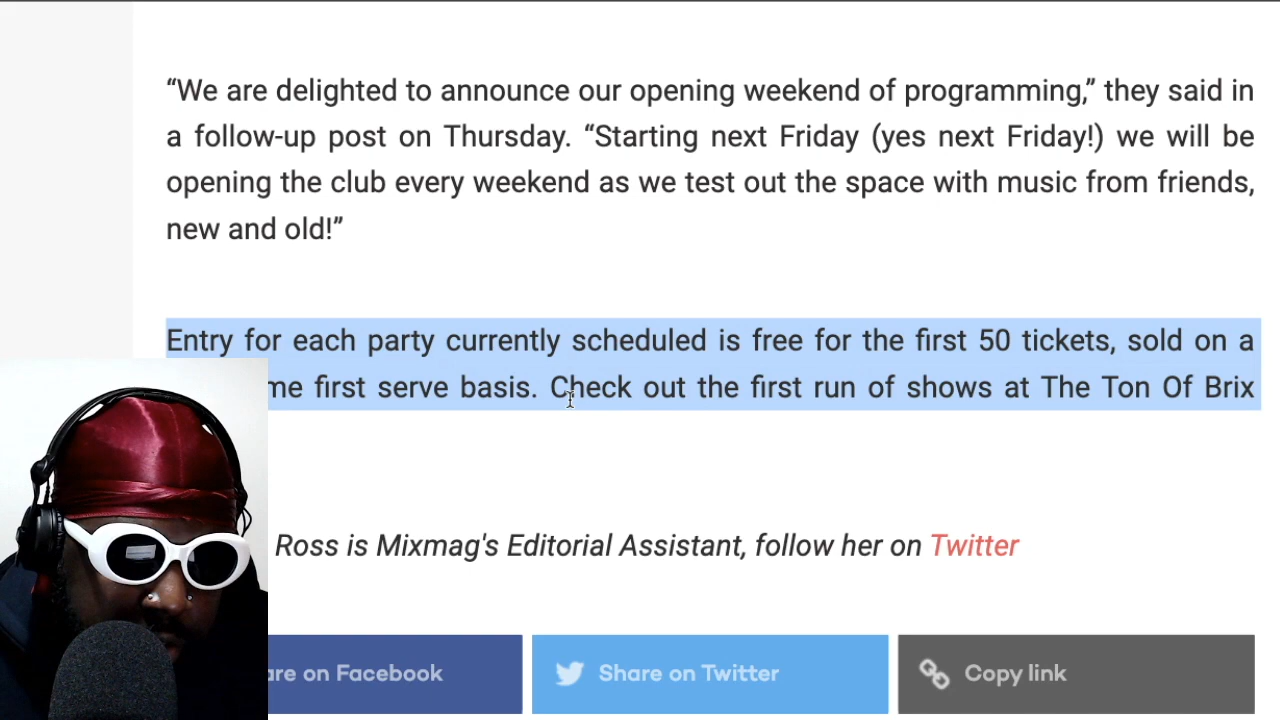 “We are delighted to announce our opening weekend of programming,” they said in
a follow-up post on Thursday. “Starting next Friday (yes next Friday!) we will be
opening the club every weekend as we test out the space with music from friends,
new and old!”
Entry for each party currently scheduled is free for the first 50 tickets, sold on a
first serve basis. Check out the first run of shows at The Ton Of Brix
Ross is Mixmag's Editorial Assistant, follow her on Twitter
on Facebook
Share on Twitter
Copy link